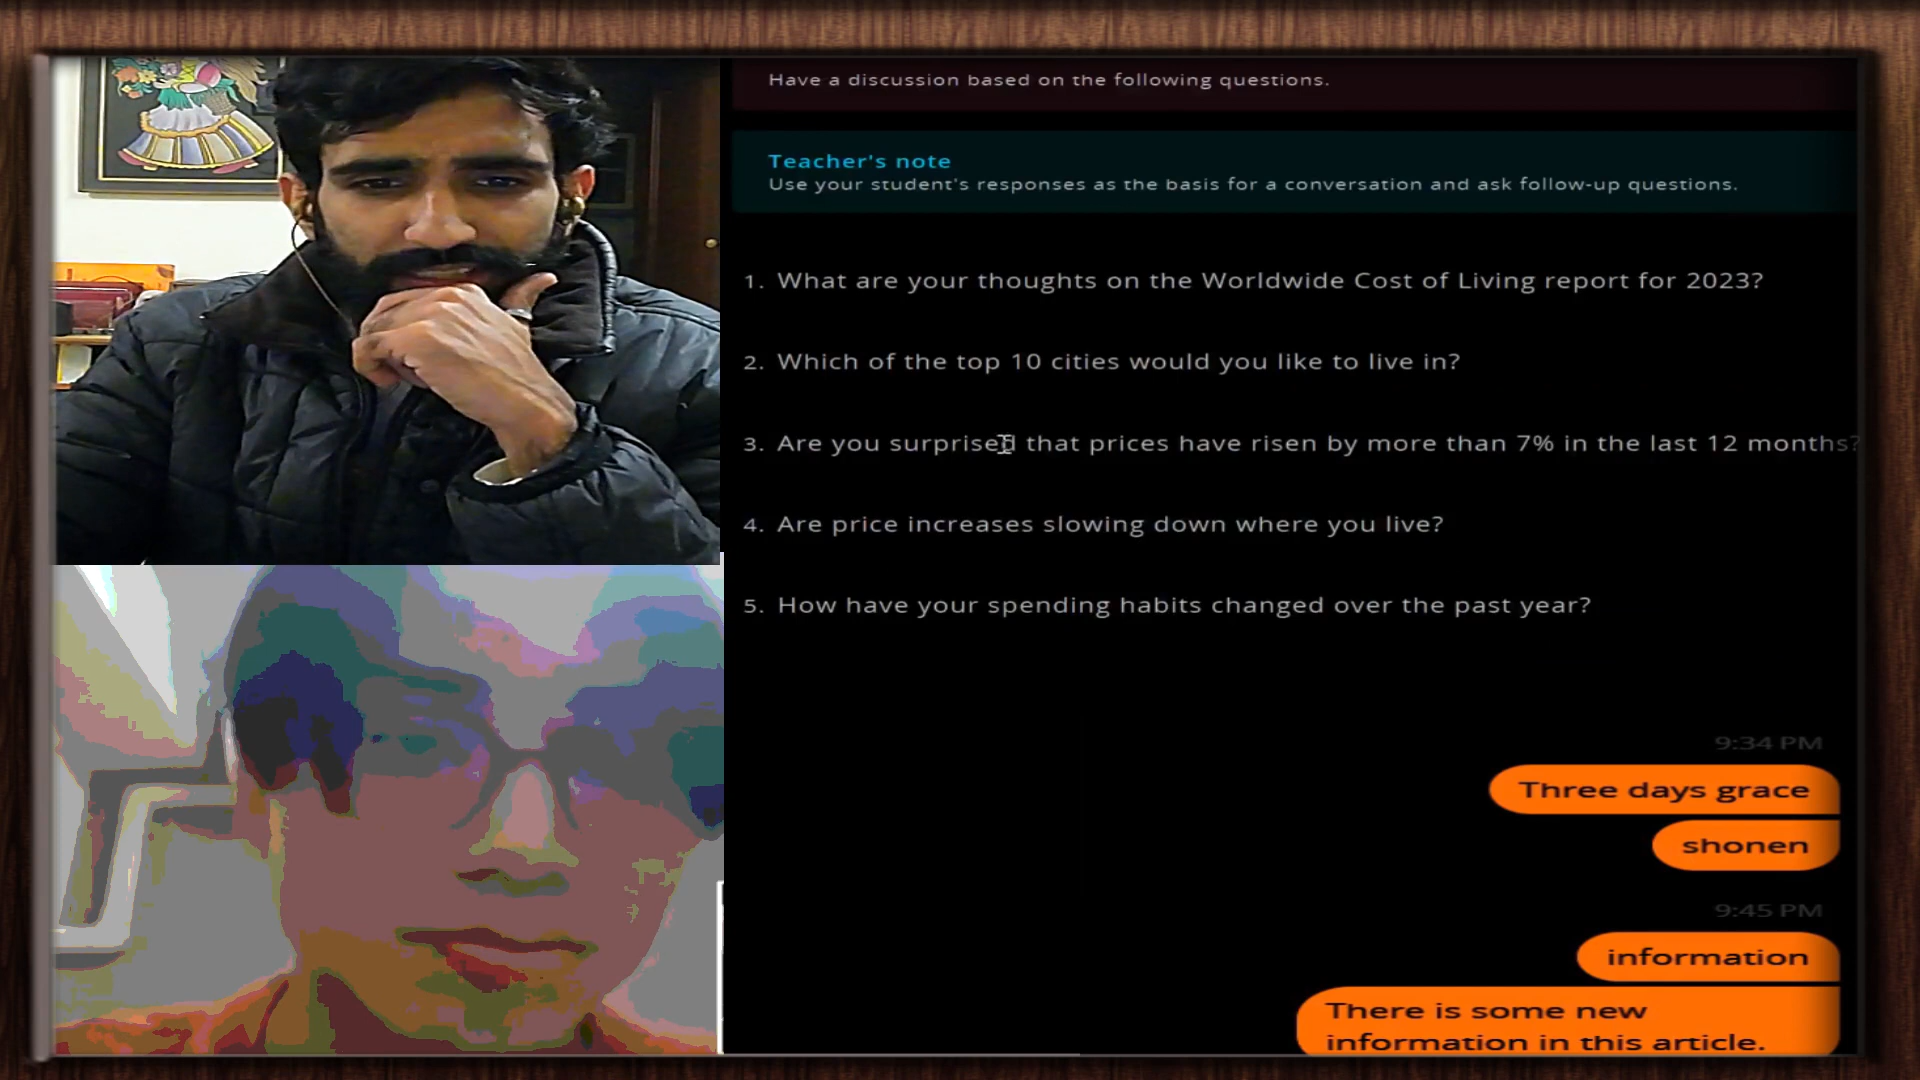 Have a discussion based on the following questions.
Teacher's note
Use your student's responses as the basis for a conversation and ask follow-up questions.
1. What are your thoughts on the Worldwide Cost of Living report for 2023?
2. Which of the top 10 cities would you like to live in?
3. Are you surprised that prices have risen by more than 7% in the last 12 months?
4. Are price increases slowing down where you live?
5. How have your spending habits changed over the past year?
9:34 PM
Three days grace
shonen
9:45 PM
information
There is some new
information in this article.